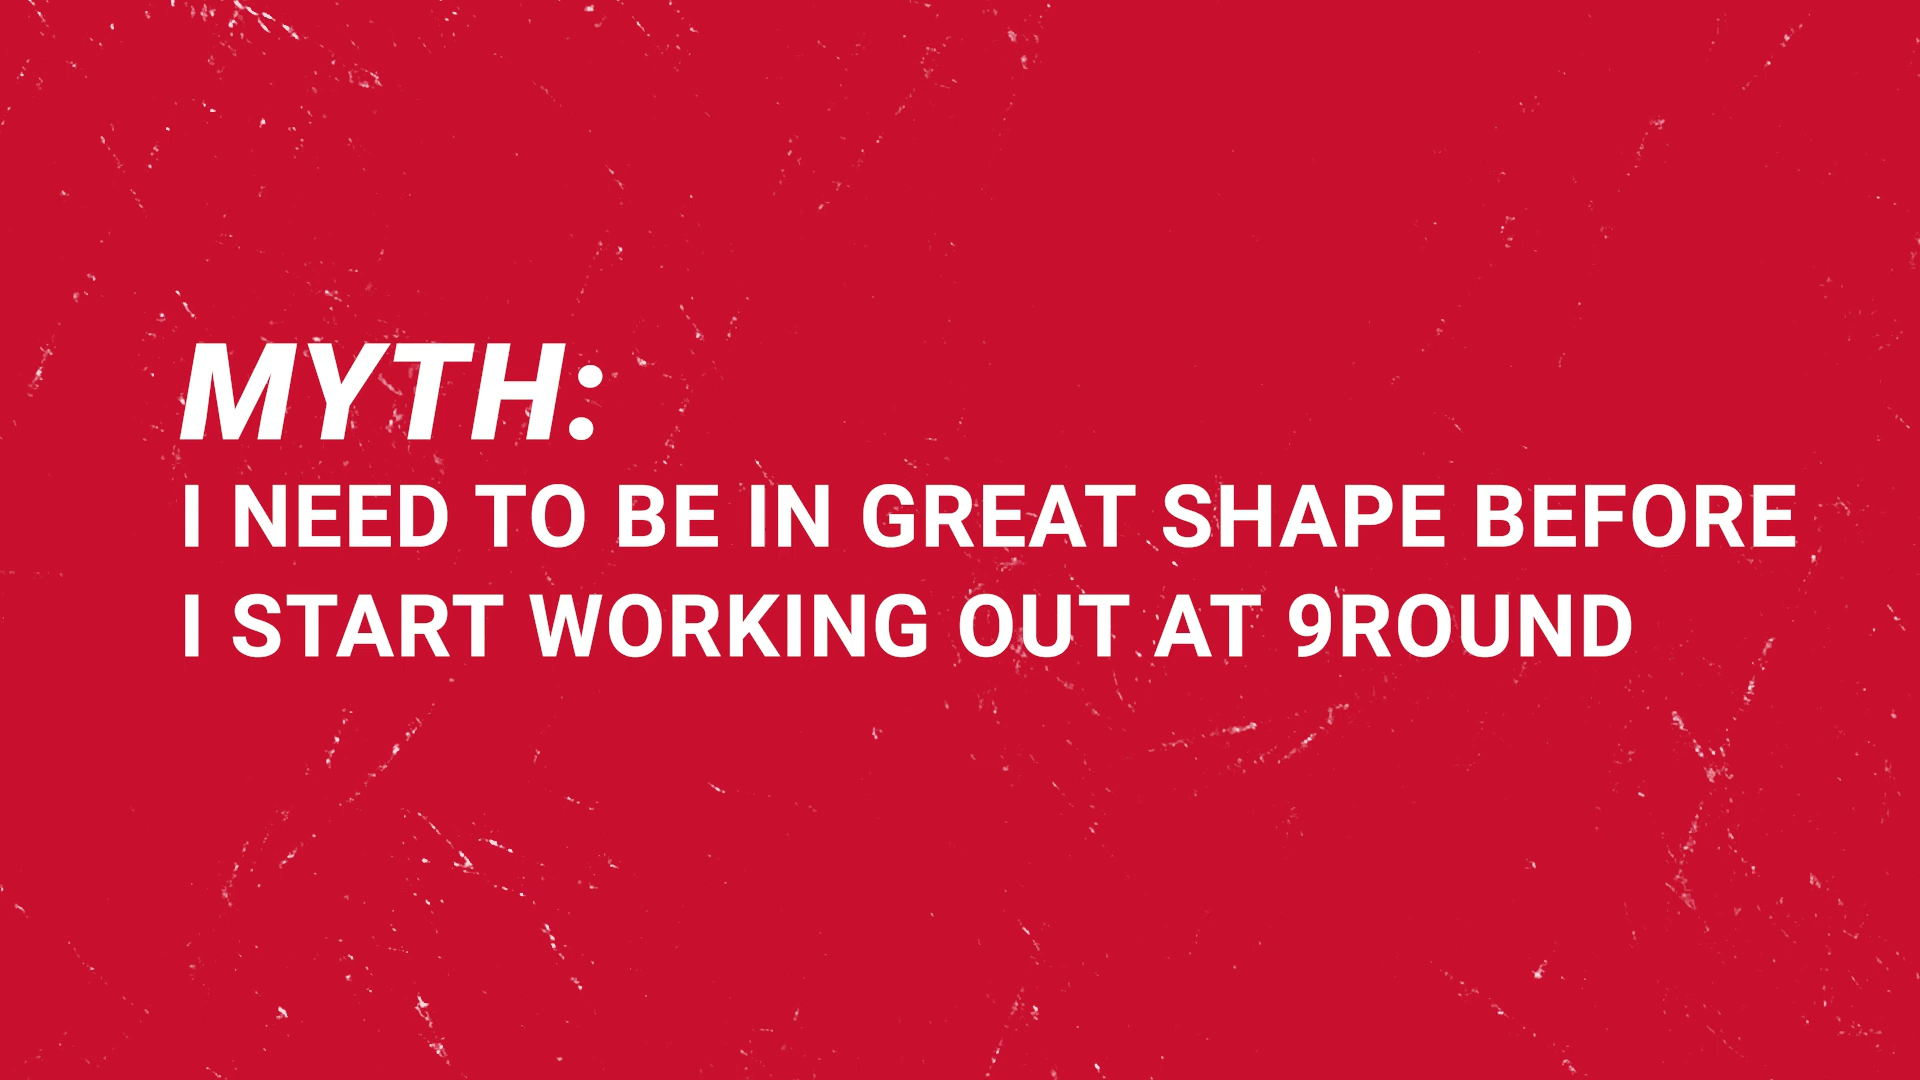 MYTH:
I NEED TO BE IN GREAT SHAPE BEFORE
I START WORKING OUT AT 9ROUND